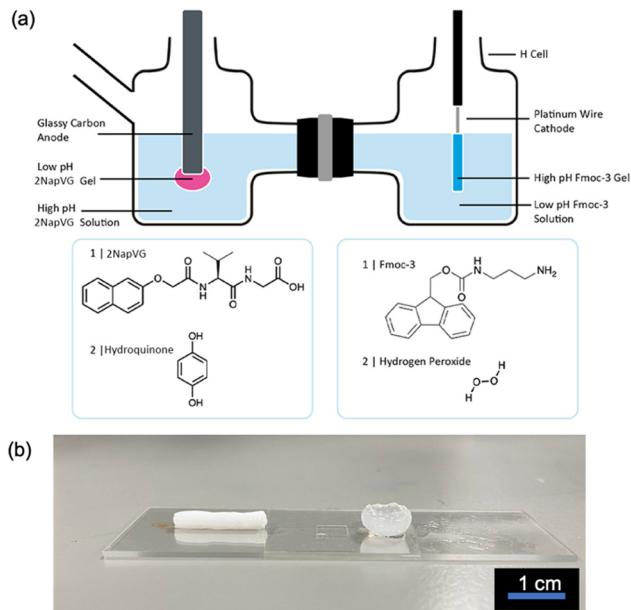 (a)
H Cell
Glassy Carbon
Anode
Platinum Wire
Cathode
Low pH
2NapVG Gel
High pH Fmoc-3 Gel
High pH
2NapVG Solution
Low pH Fmoc-3
Solution
1 | 2NapVG
O
O
N
H
H
N
O
O
OH
2 | Hydroquinone
OH
OH
1 | Fmoc-3
O
H
N
O
NH2
2 | Hydrogen Peroxide
H
O-O
H
(b)
1 cm